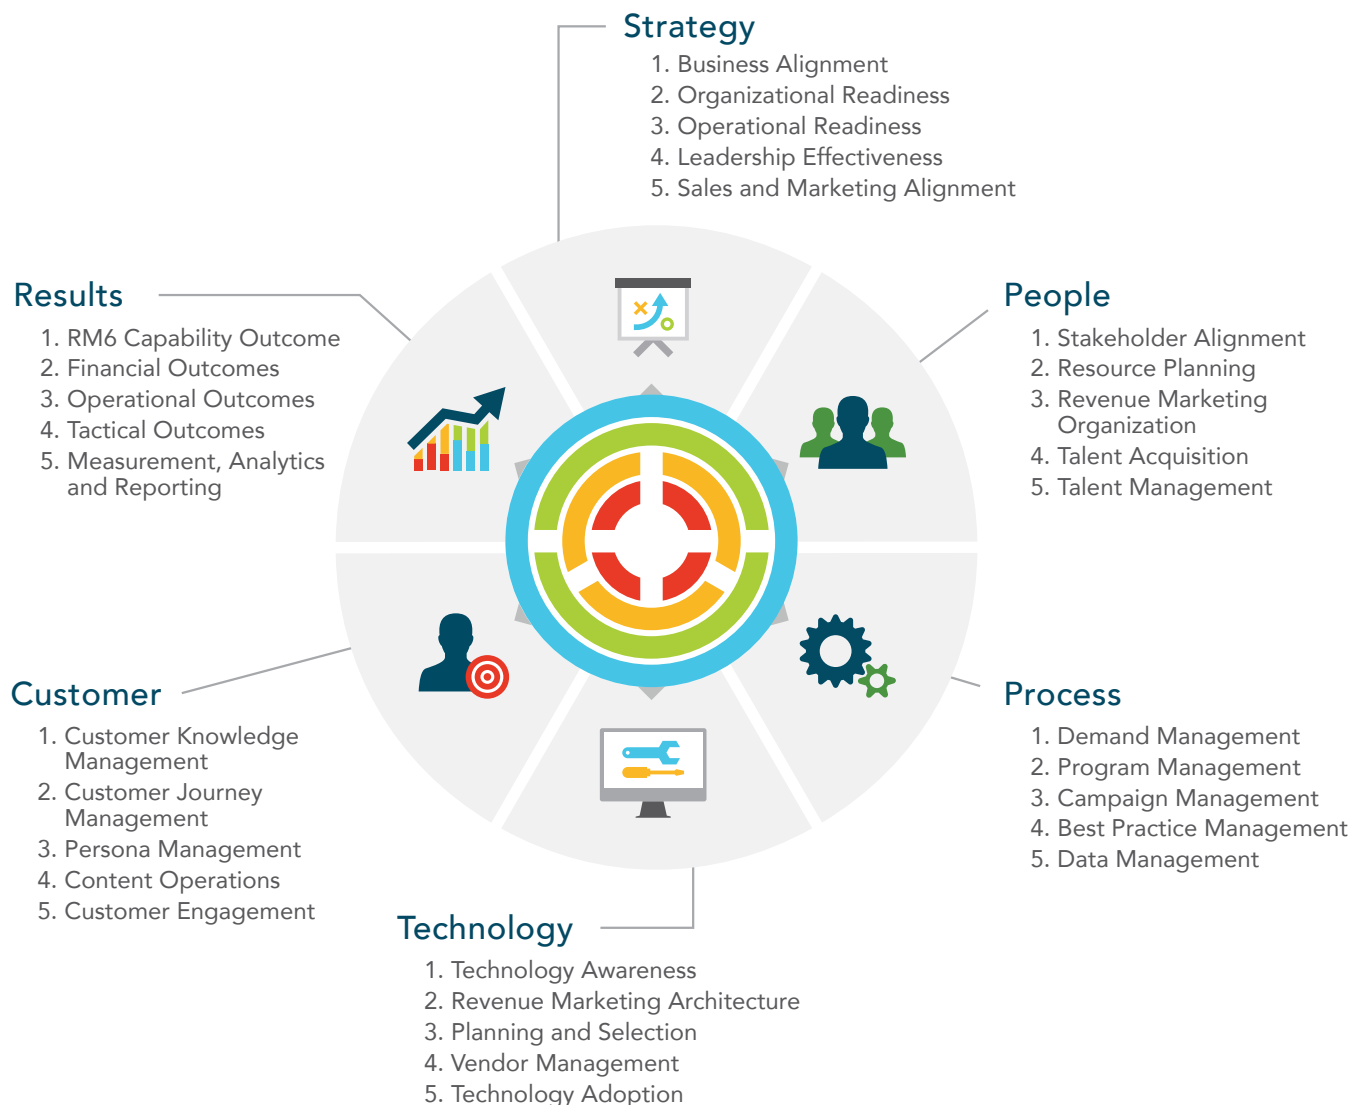 Strategy
1. Business Alignment
2. Organizational Readiness
3. Operational Readiness
4. Leadership Effectiveness
5. Sales and Marketing Alignment
People
1. Stakeholder Alignment
2. Resource Planning
3. Revenue Marketing
Organization
4. Talent Acquisition
5. Talent Management
Process
1. Demand Management
2. Program Management
3. Campaign Management
4. Best Practice Management
5. Data Management
Technology
1. Technology Awareness
2. Revenue Marketing Architecture
3. Planning and Selection
4. Vendor Management
5. Technology Adoption
Customer
1. Customer Knowledge
Management
2. Customer Journey
Management
3. Persona Management
4. Content Operations
5. Customer Engagement
Results
1. RM6 Capability Outcome
2. Financial Outcomes
3. Operational Outcomes
4. Tactical Outcomes
5. Measurement, Analytics
and Reporting